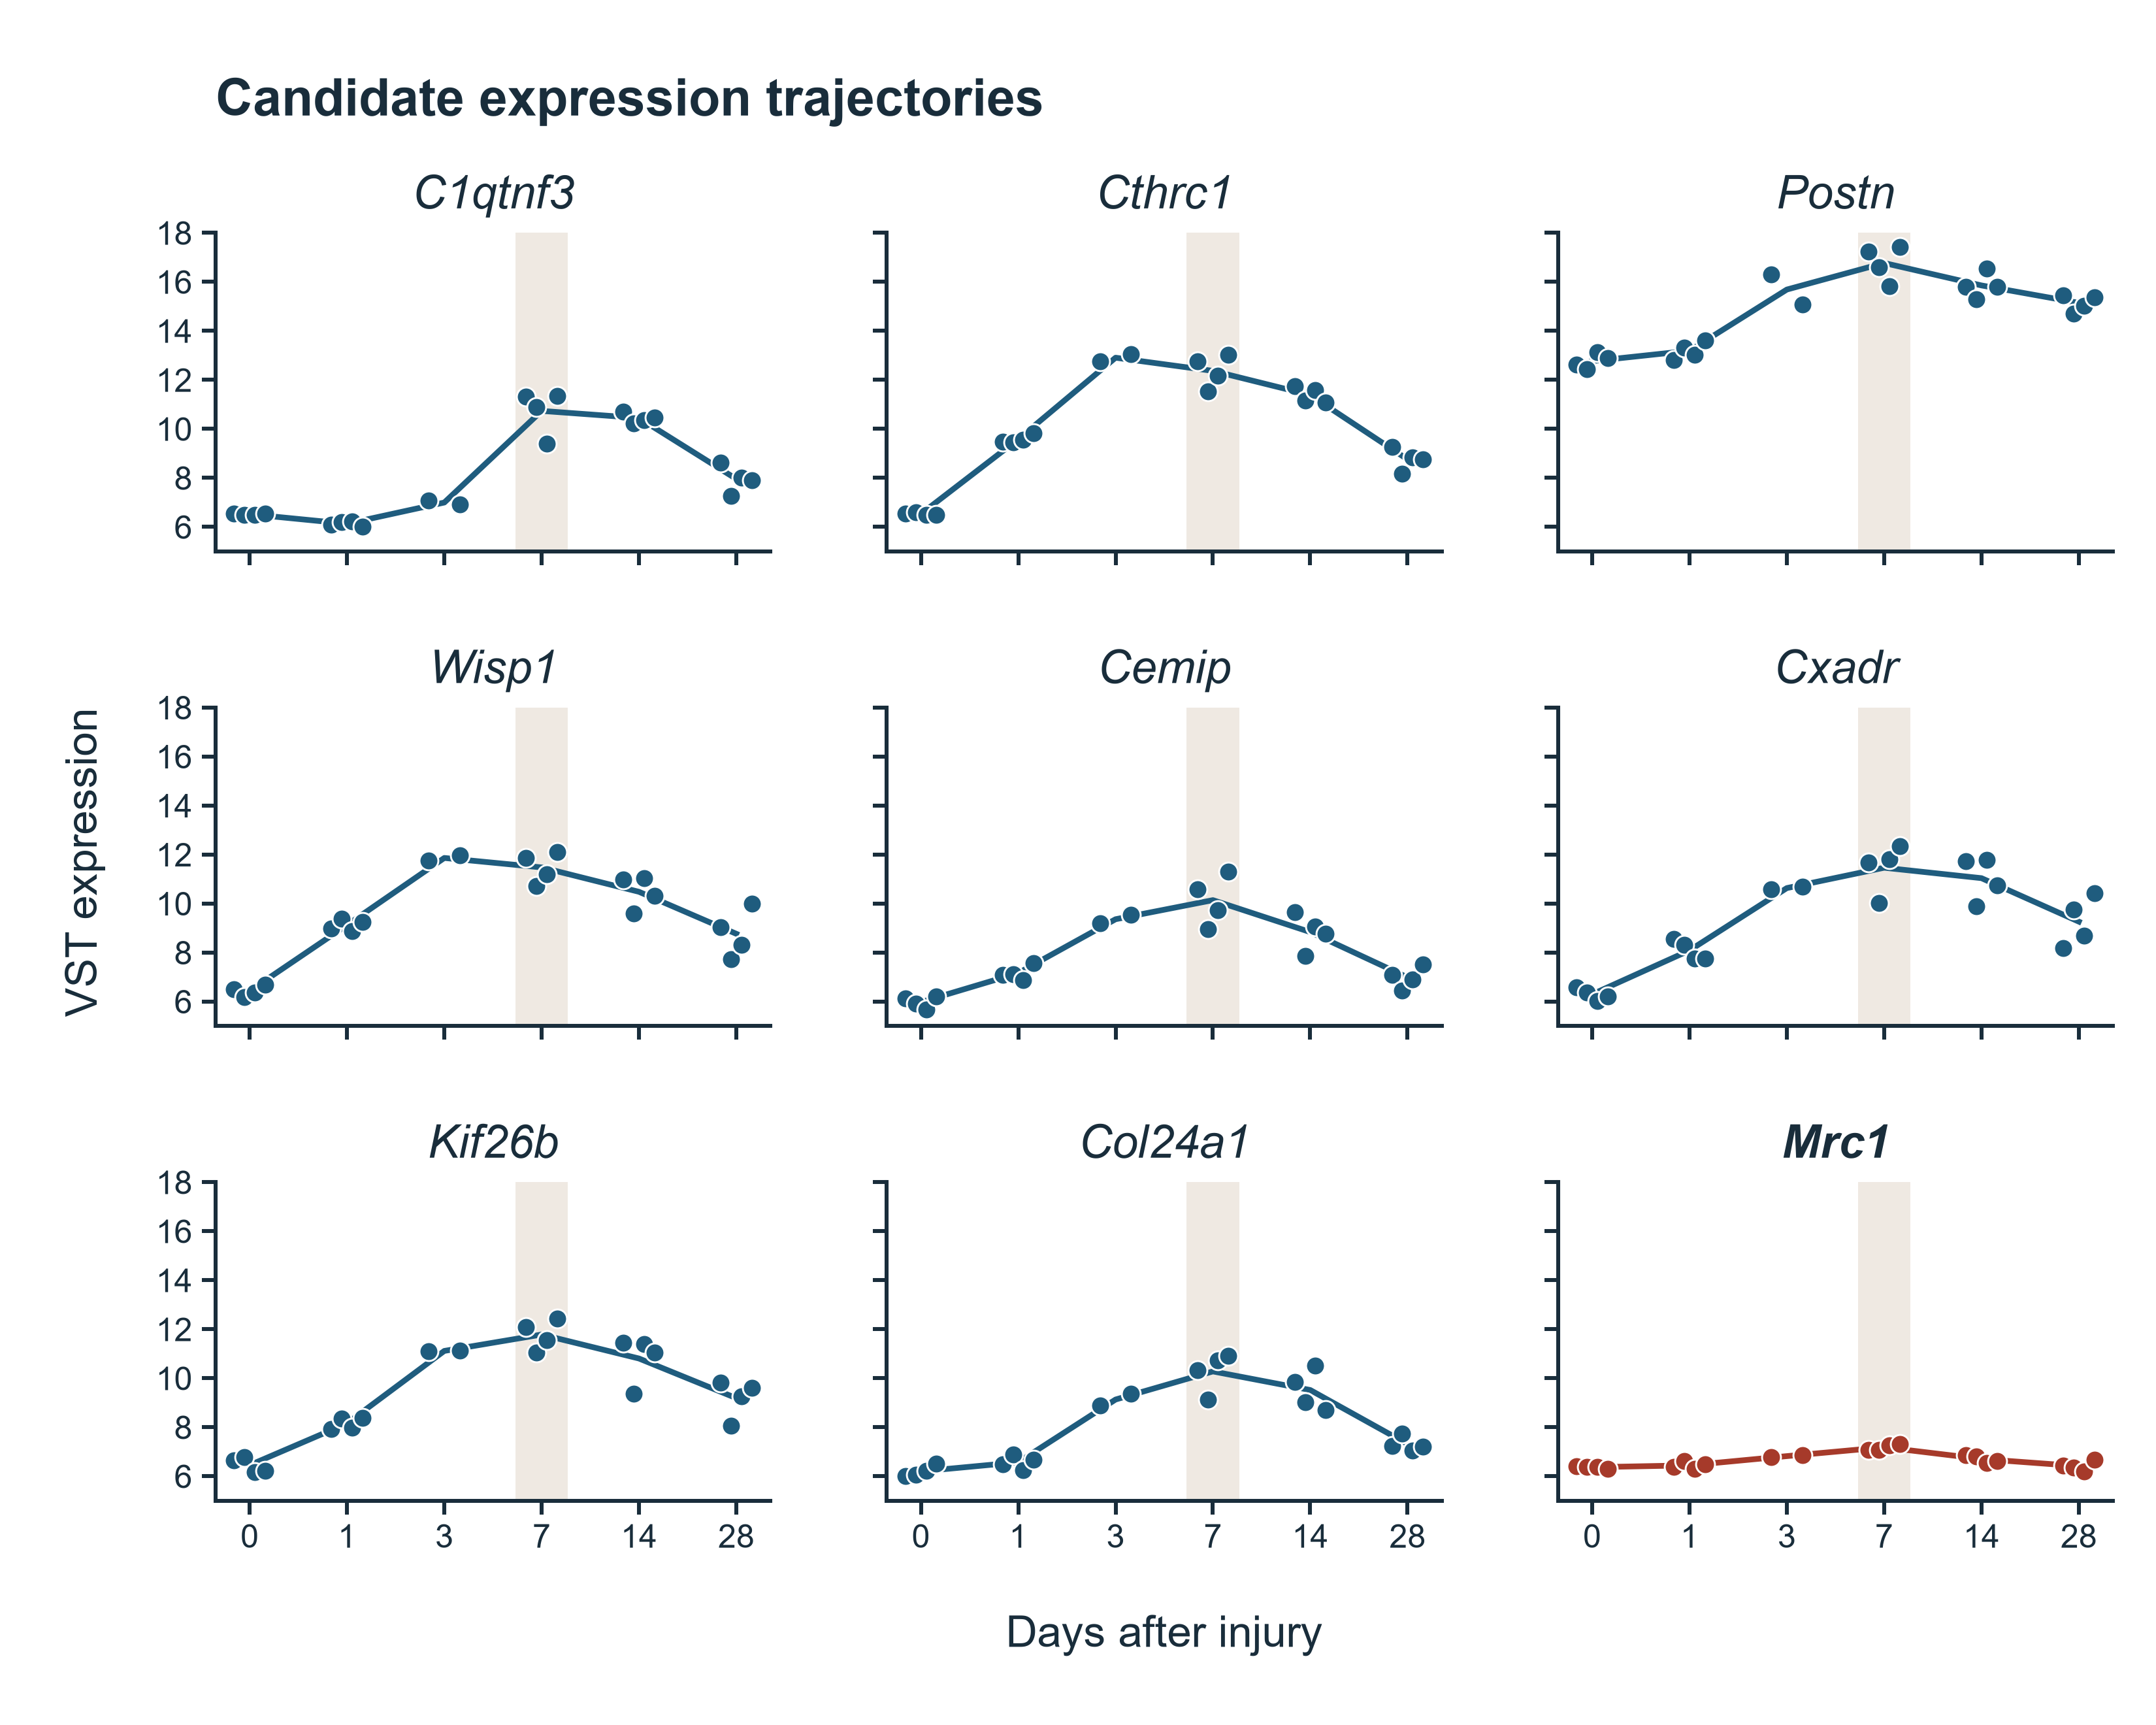 Candidate expression trajectories
C1qtnf3
Cthrc1
Postn
18
16
14
12
10
8
6
Wisp1
Cemip
Cxadr
18
16
14
12
10
8
6
VST expression
Kif26b
Col24a1
Mrc1
18
16
14
12
10
8
6
0 1 3 7 14 28
0 1 3 7 14 28
0 1 3 7 14 28
Days after injury